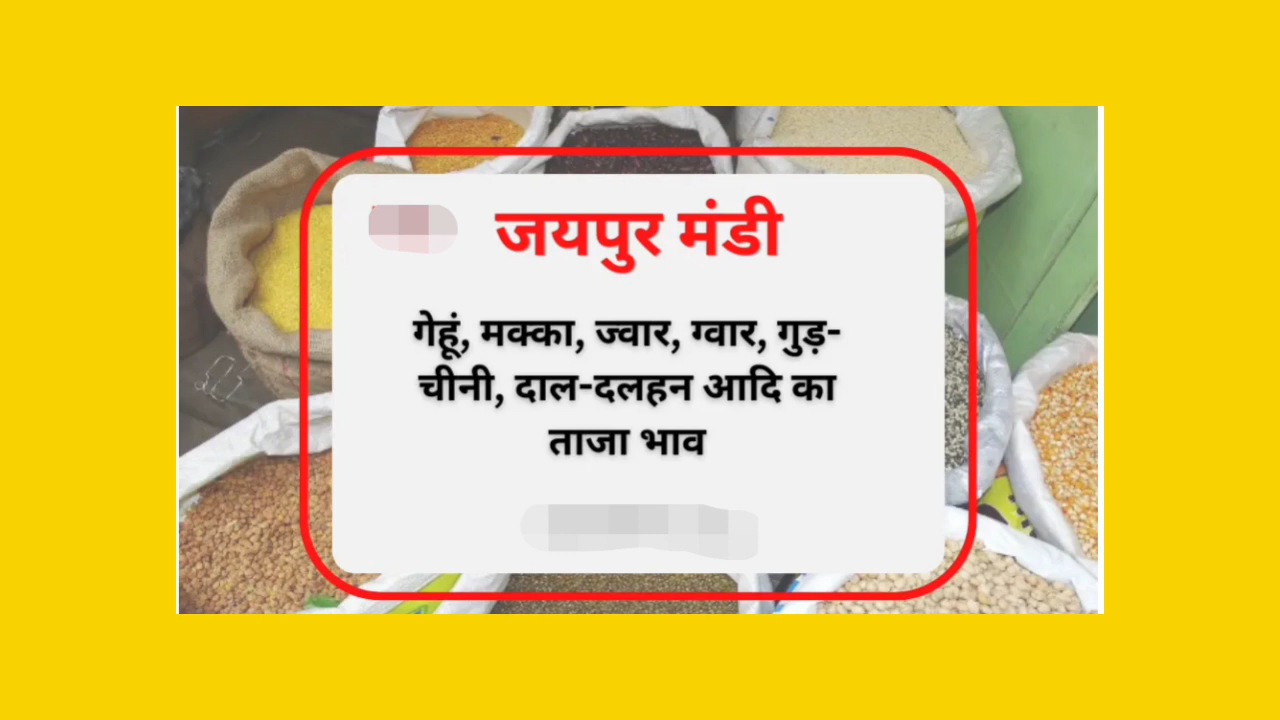 जयपुर मंडी
गेहूं, मक्का, ज्वार, ग्वार, गुड़-
चीनी, दाल-दलहन आदि का
ताजा भाव